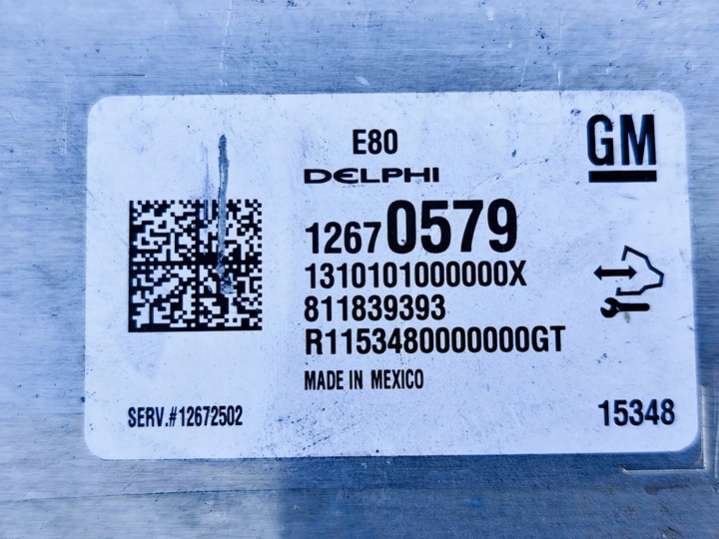 E80
GM
DELPHI
12670579
1310101000000X
811839393
R1153480000000GT
MADE IN MEXICO
SERV.#12672502
15348